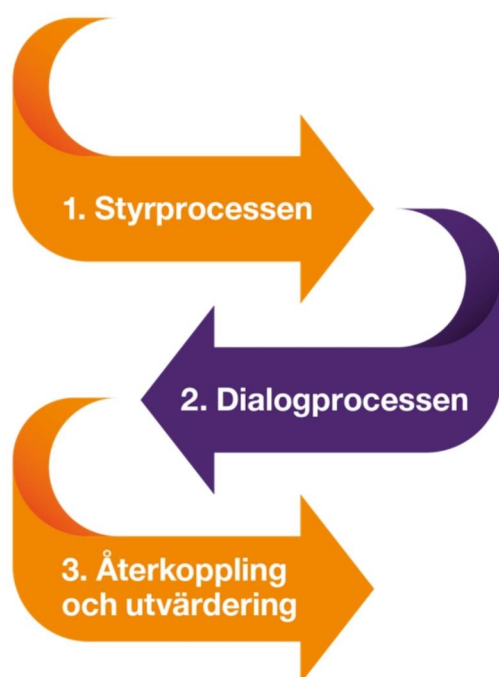 1. Styrprocessen
2. Dialogprocessen
3. Återkoppling
och utvärdering